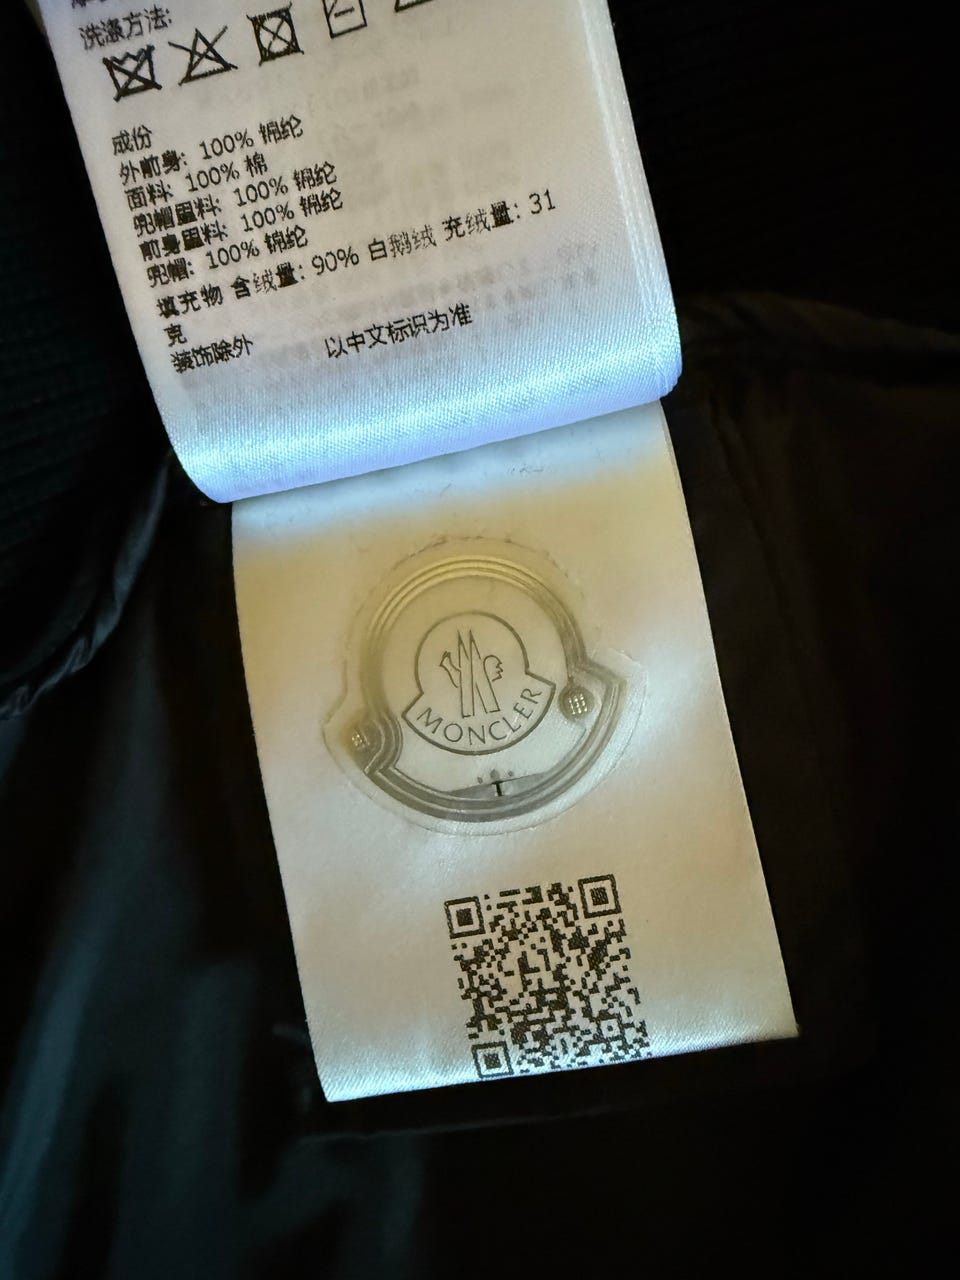 洗涤方法:
成份
外前身: 100% 锦纶
面料: 100% 棉
兜帽里料: 100% 锦纶
前身里料: 100% 锦纶
兜帽: 100% 锦纶
填充物 含绒量: 90% 白鹅绒 充绒量: 31
克
装饰除外 以中文标识为准
MONCLER